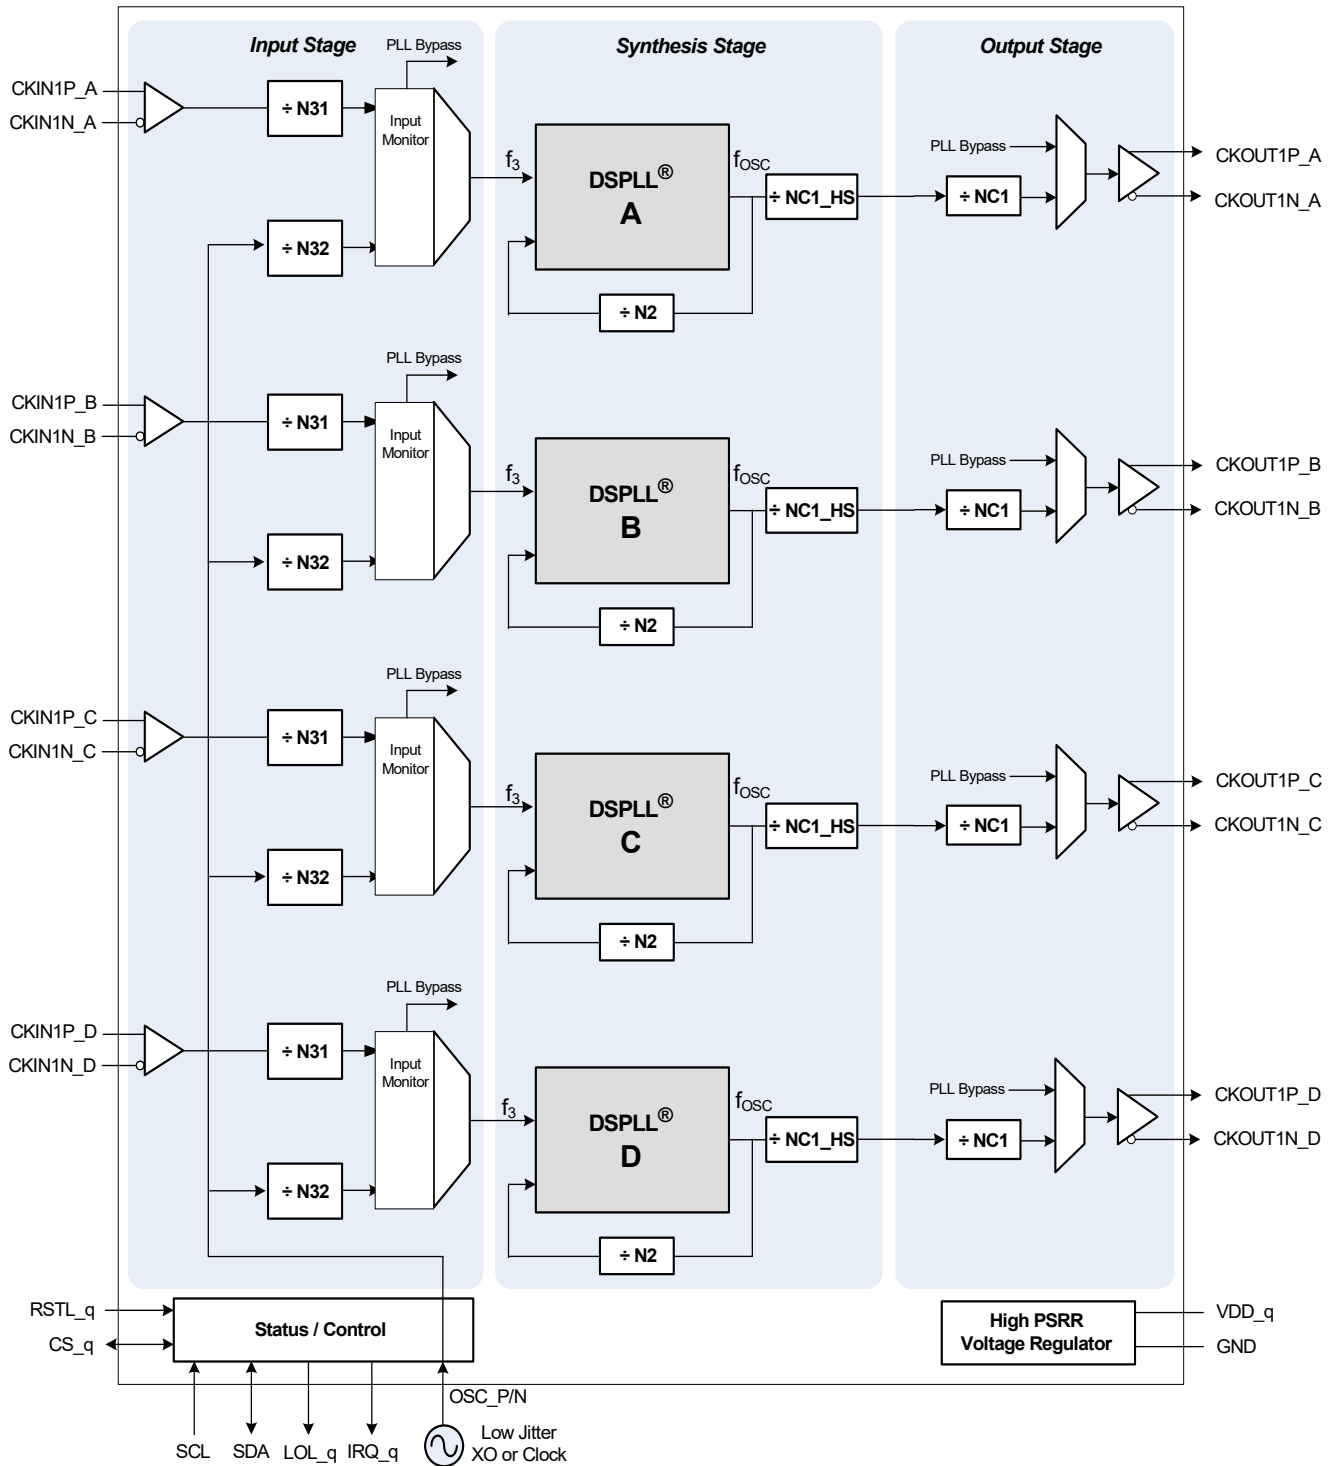 Input Stage
Synthesis Stage
Output Stage
PLL Bypass
CKIN1P_A
CKIN1N_A
÷ N31
Input
Monitor
÷ N32
f3
DSPLL®
A
fOSC
÷ NC1_HS
÷ N2
PLL Bypass
÷ NC1
CKOUT1P_A
CKOUT1N_A
PLL Bypass
CKIN1P_B
CKIN1N_B
÷ N31
Input
Monitor
÷ N32
f3
DSPLL®
B
fOSC
÷ NC1_HS
÷ N2
PLL Bypass
÷ NC1
CKOUT1P_B
CKOUT1N_B
PLL Bypass
CKIN1P_C
CKIN1N_C
÷ N31
Input
Monitor
÷ N32
f3
DSPLL®
C
fOSC
÷ NC1_HS
÷ N2
PLL Bypass
÷ NC1
CKOUT1P_C
CKOUT1N_C
PLL Bypass
CKIN1P_D
CKIN1N_D
÷ N31
Input
Monitor
÷ N32
f3
DSPLL®
D
fOSC
÷ NC1_HS
÷ N2
PLL Bypass
÷ NC1
CKOUT1P_D
CKOUT1N_D
RSTL_q
CS_q
Status / Control
High PSRR
Voltage Regulator
VDD_q
GND
OSC_P/N
SCL
SDA
LOL_q
IRQ_q
Low Jitter
XO or Clock